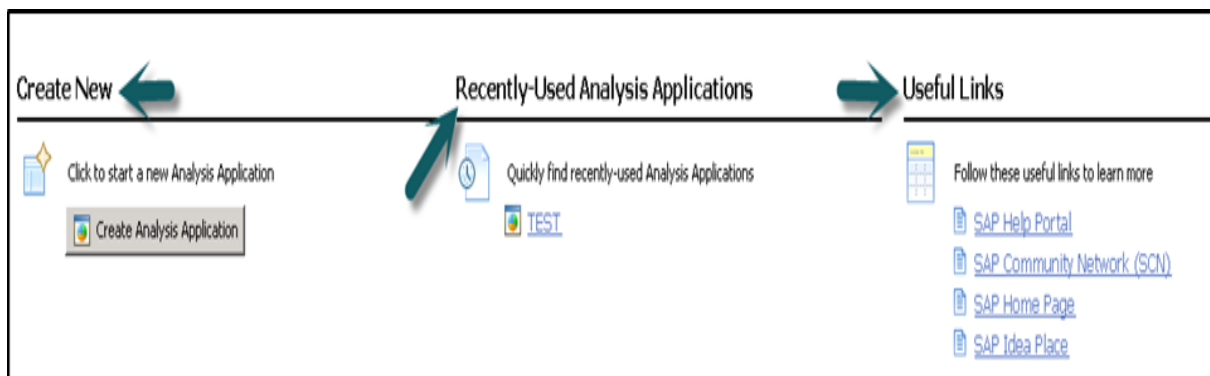 Create New
Click to start a new Analysis Application
Create Analysis Application
Recently-Used Analysis Applications
Quickly find recently-used Analysis Applications
TEST
Useful Links
Follow these useful links to learn more
SAP Help Portal
SAP Community Network (SCN)
SAP Home Page
SAP Idea Place